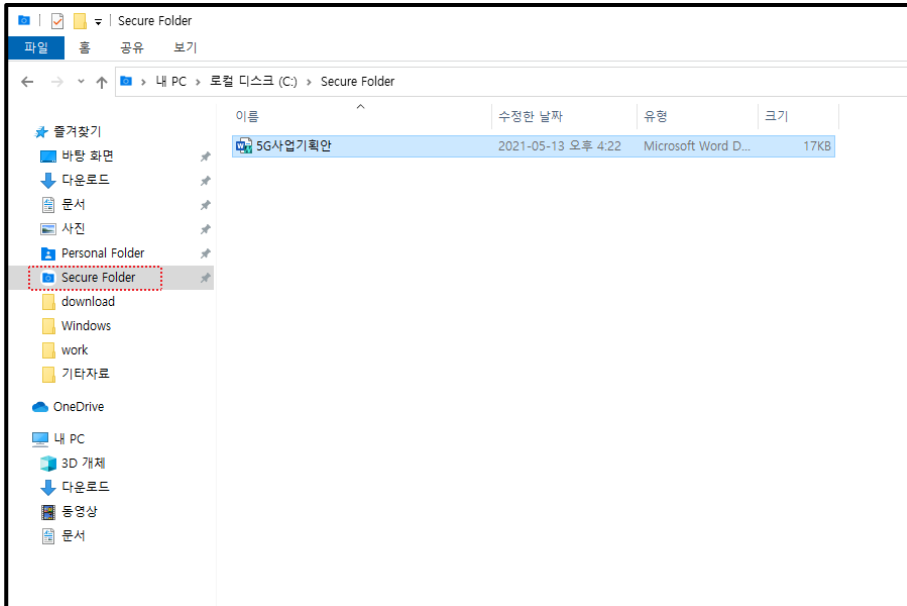 Secure Folder
파일 홈 공유 보기
내 PC › 로컬 디스크 (C:) › Secure Folder
이름 수정한 날짜 유형 크기
5G사업기획안 2021-05-13 오후 4:22 Microsoft Word D... 17KB
즐겨찾기
바탕 화면
다운로드
문서
사진
Personal Folder
Secure Folder
download
Windows
work
기타자료
OneDrive
내 PC
3D 개체
다운로드
동영상
문서